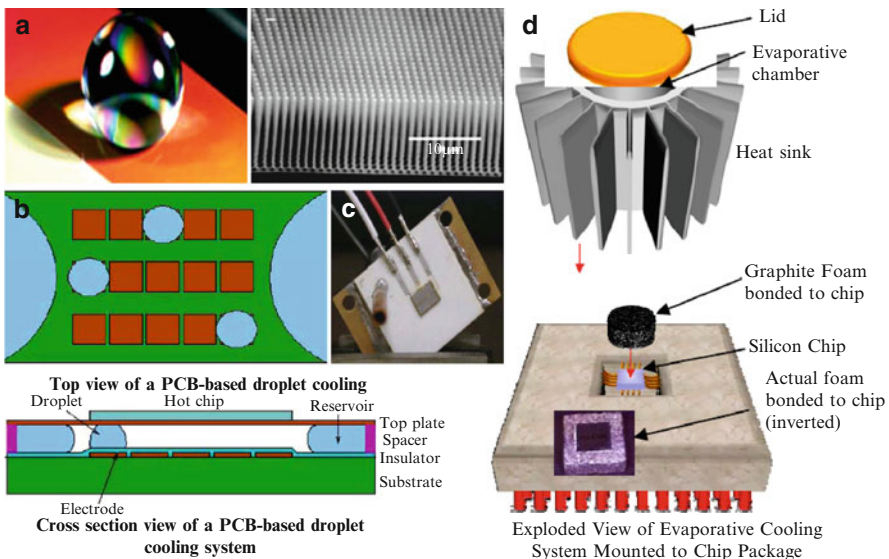 a
10μm
b
c
Top view of a PCB-based droplet cooling
Droplet
Hot chip
Reservoir
Top plate
Spacer
Insulator
Substrate
Electrode
Cross section view of a PCB-based droplet
cooling system
d
Lid
Evaporative
chamber
Heat sink
Graphite Foam
bonded to chip
Silicon Chip
Actual foam
bonded to chip
(inverted)
Exploded View of Evaporative Cooling
System Mounted to Chip Package